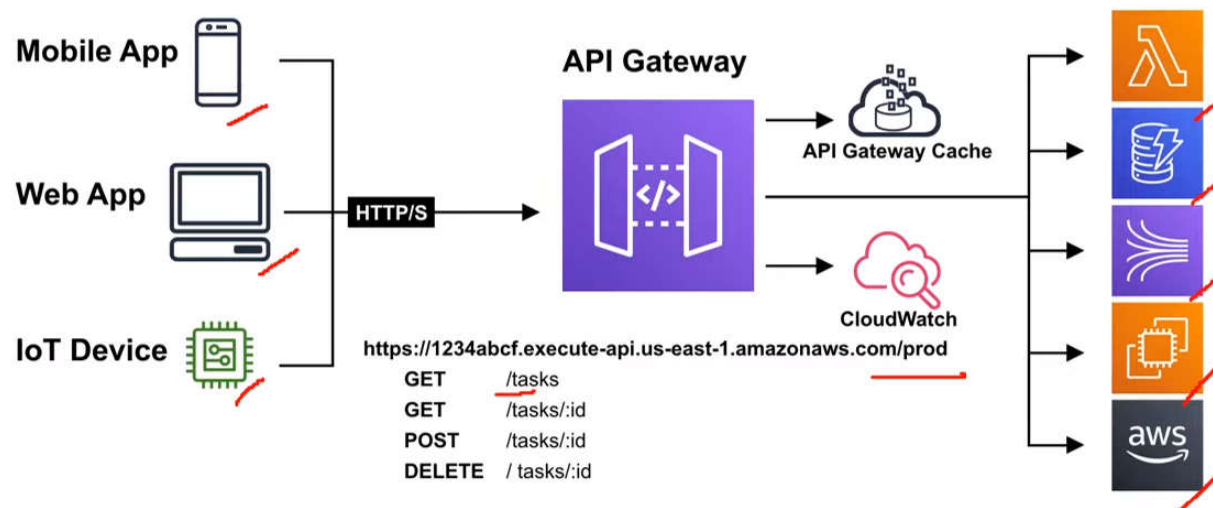 Mobile App
Web App
IoT Device
HTTP/S
API Gateway
</>
API Gateway Cache
CloudWatch
https://1234abcf.execute-api.us-east-1.amazonaws.com/prod
GET /tasks
GET /tasks/:id
POST /tasks/:id
DELETE / tasks/:id
aws